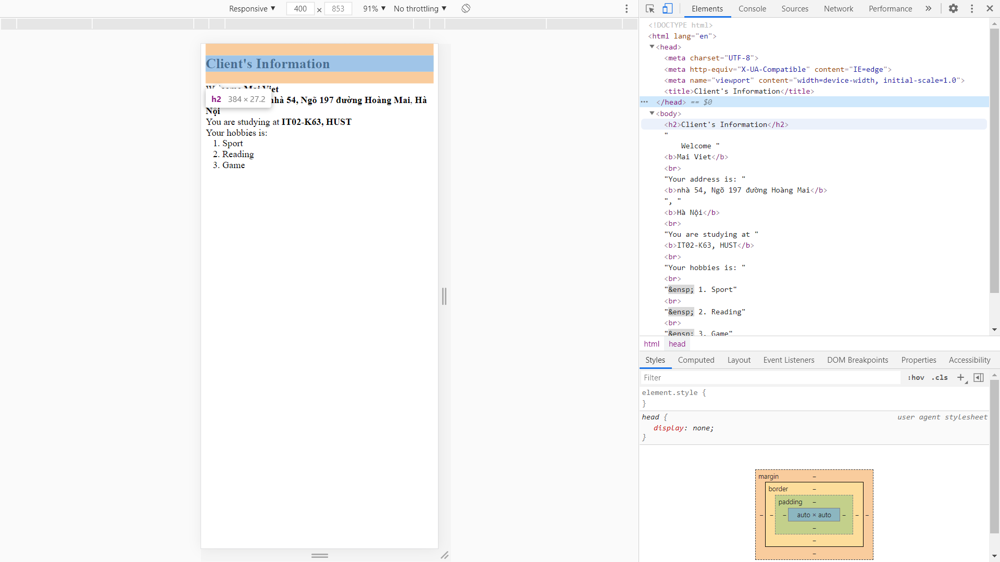 Responsive ▼ 400 × 853 91% ▼ No throttling ▼
Client's Information
Mai Viet
h2 384 × 27.2
nhà 54, Ngõ 197 đường Hoàng Mai, Hà
Nội
You are studying at IT02-K63, HUST
Your hobbies is:
1. Sport
2. Reading
3. Game
Elements Console Sources Network Performance »
<!DOCTYPE html>
<html lang="en">
▼<head>
<meta charset="UTF-8">
<meta http-equiv="X-UA-Compatible" content="IE=edge">
<meta name="viewport" content="width=device-width, initial-scale=1.0">
<title>Client's Information</title>
··· </head> == $0
▼<body>
<h2>Client's Information</h2>
"
Welcome "
<b>Mai Viet</b>
<br>
"Your address is: "
<b>nhà 54, Ngõ 197 đường Hoàng Mai</b>
", "
<b>Hà Nội</b>
<br>
"You are studying at "
<b>IT02-K63, HUST</b>
<br>
"Your hobbies is: "
<br>
"&ensp; 1. Sport"
<br>
"&ensp; 2. Reading"
<br>
"&ensp; 3. Game"
html head
Styles Computed Layout Event Listeners DOM Breakpoints Properties Accessibility
Filter :hov .cls +
element.style {
}
head { user agent stylesheet
display: none;
}
margin –
border –
padding –
– – – auto × auto – – –
–
–
–